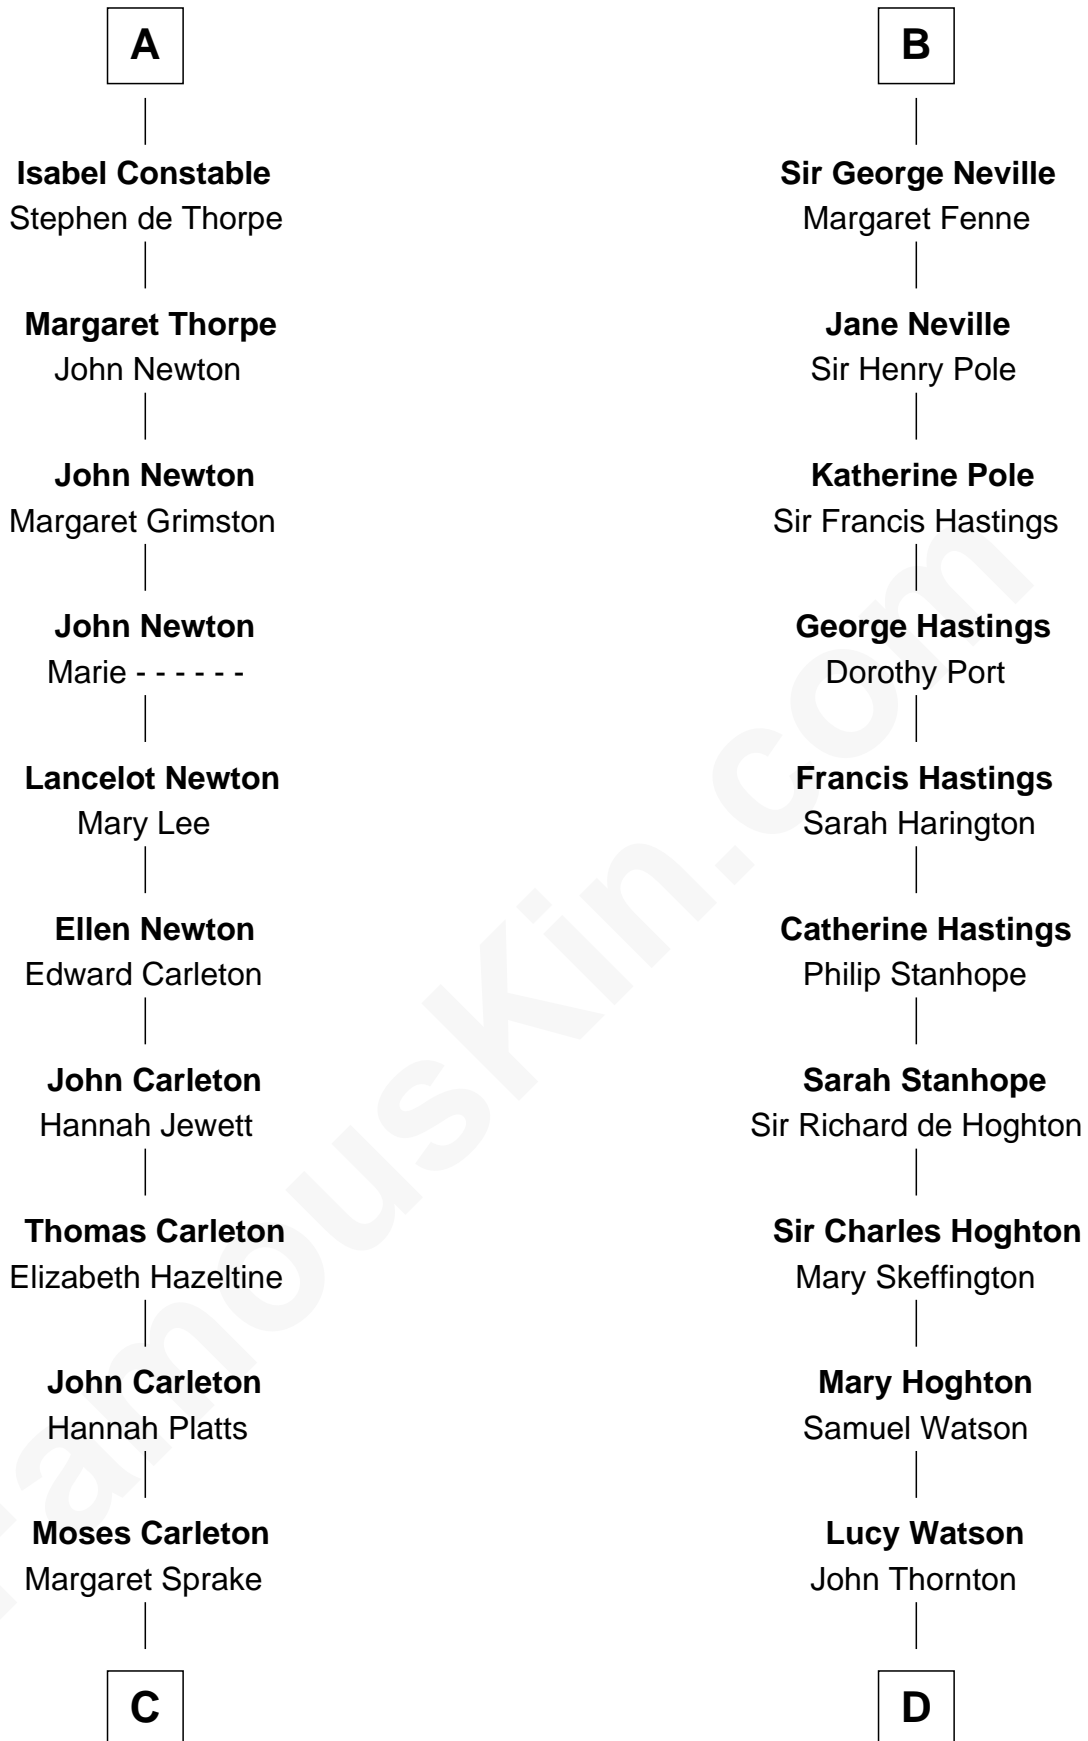 A
Isabel Constable
Stephen de Thorpe
Margaret Thorpe
John Newton
John Newton
Margaret Grimston
John Newton
Marie - - - - - -
Lancelot Newton
Mary Lee
Ellen Newton
Edward Carleton
John Carleton
Hannah Jewett
Thomas Carleton
Elizabeth Hazeltine
John Carleton
Hannah Platts
Moses Carleton
Margaret Sprake
C
B
Sir George Neville
Margaret Fenne
Jane Neville
Sir Henry Pole
Katherine Pole
Sir Francis Hastings
George Hastings
Dorothy Port
Francis Hastings
Sarah Harington
Catherine Hastings
Philip Stanhope
Sarah Stanhope
Sir Richard de Hoghton
Sir Charles Hoghton
Mary Skeffington
Mary Hoghton
Samuel Watson
Lucy Watson
John Thornton
D
FamousKin.com